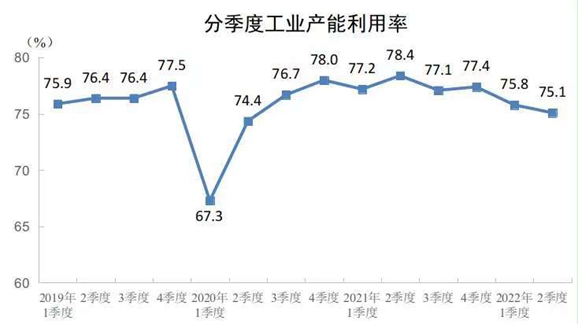 分季度工业产能利用率
（%）
80
75
70
65
60
75.9
76.4
76.4
77.5
67.3
74.4
76.7
78.0
77.2
78.4
77.1
77.4
75.8
75.1
2019年
1季度
2季度
3季度
4季度
2020年
1季度
2季度
3季度
4季度
2021年
1季度
2季度
3季度
4季度
2022年
1季度
2季度